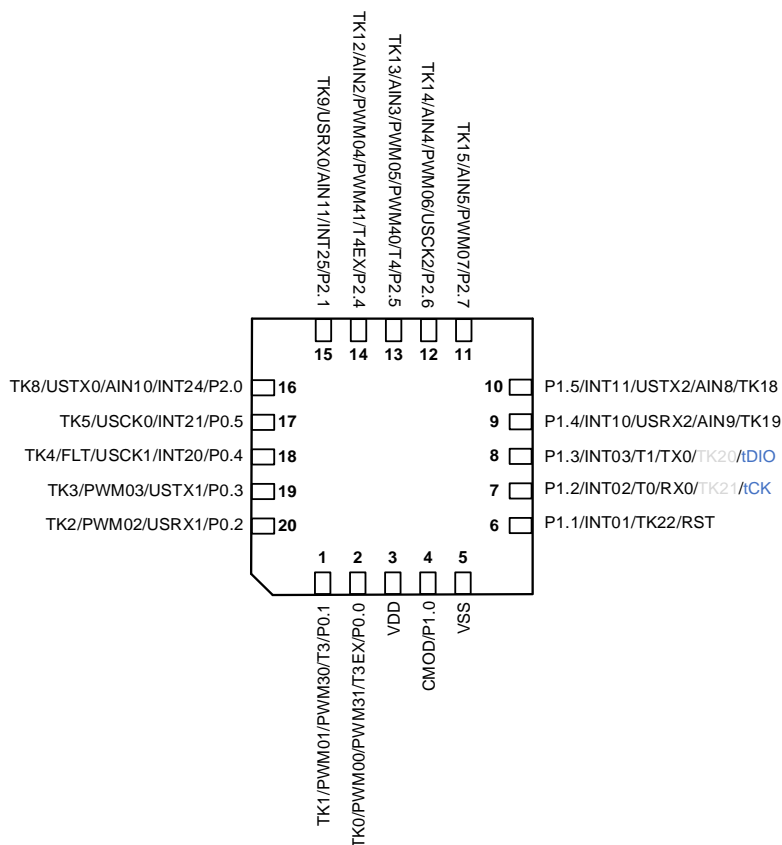 TK9/USRX0/AIN11/INT25/P2.1
TK12/AIN2/PWM04/PWM41/T4EX/P2.4
TK13/AIN3/PWM05/PWM40/T4/P2.5
TK14/AIN4/PWM06/USCK2/P2.6
TK15/AIN5/PWM07/P2.7
15
14
13
12
11
TK8/USTX0/AIN10/INT24/P2.0
16
TK5/USCK0/INT21/P0.5
17
TK4/FLT/USCK1/INT20/P0.4
18
TK3/PWM03/USTX1/P0.3
19
TK2/PWM02/USRX1/P0.2
20
10
P1.5/INT11/USTX2/AIN8/TK18
9
P1.4/INT10/USRX2/AIN9/TK19
8
P1.3/INT03/T1/TX0/TK20/tDIO
7
P1.2/INT02/T0/RX0/TK21/tCK
6
P1.1/INT01/TK22/RST
1
2
3
4
5
TK1/PWM01/PWM30/T3/P0.1
TK0/PWM00/PWM31/T3EX/P0.0
VDD
CMOD/P1.0
VSS